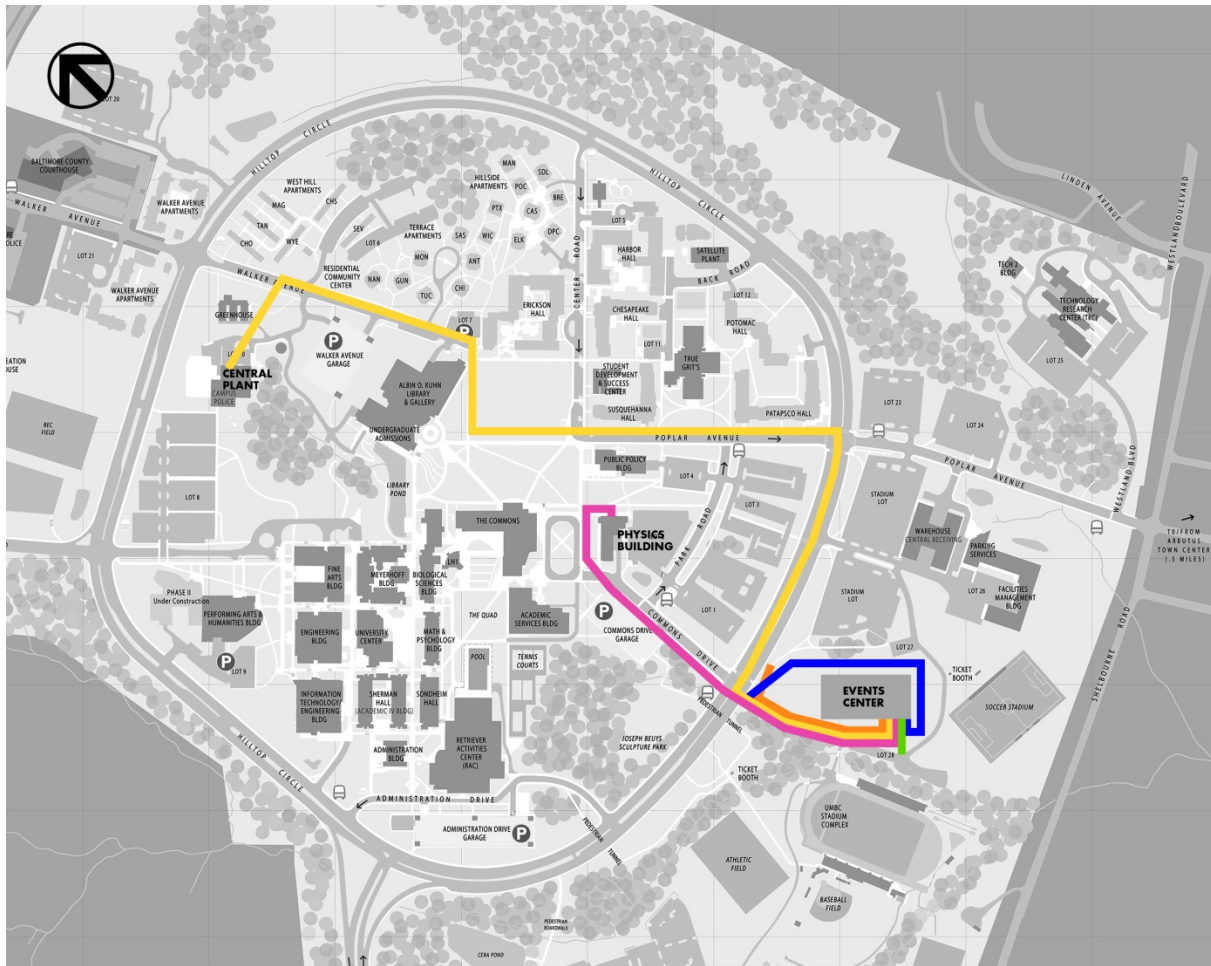 LOT 20
BALTIMORE COUNTY
COURTHOUSE
WALKER AVENUE
WALKER AVENUE
APARTMENTS
POLICE
LOT 21
WALKER AVENUE
APARTMENTS
HILLTOP CIRCLE
WEST HILL
APARTMENTS
MAG
CHS
TAN
CHO
WYE
SEV
LOT 6
TERRACE
APARTMENTS
HILLSIDE
APARTMENTS
MAN
SDL
POC
BRE
PTX
CAS
DPC
SAS
WIC
ELK
MON
ANT
NAN
GUN
TUC
CHI
RESIDENTIAL
COMMUNITY
CENTER
WALKER AVENUE
GREENHOUSE
CENTRAL
PLANT
CAMPUS
POLICE
P
WALKER AVENUE
GARAGE
LOT 7
P
ERICKSON
HALL
ALBIN O. KUHN
LIBRARY
& GALLERY
UNDERGRADUATE
ADMISSIONS
LIBRARY
POND
CENTER ROAD
LOT 5
HARBOR
HALL
SATELLITE
PLANT
BACK ROAD
HILLTOP CIRCLE
CHESAPEAKE HALL
LOT 12
POTOMAC
HALL
LOT 11
TRUE
GRIT'S
STUDENT
DEVELOPMENT
& SUCCESS
CENTER
SUSQUEHANNA
HALL
PATAPSCO HALL
POPLAR AVENUE
PUBLIC POLICY
BLDG
LOT 4
LOT 3
PARK ROAD
LINDEN AVENUE
WESTLAND BOULEVARD
TECH 2
BLDG
TECHNOLOGY
RESEARCH
CENTER (TRC)
LOT 25
LOT 23
LOT 24
POPLAR AVENUE
WESTLAND BLVD
STADIUM
LOT
WAREHOUSE
CENTRAL RECEIVING
PARKING
SERVICES
LOT 26
FACILITIES
MANAGEMENT
BLDG
TO/FROM
ARBUTUS
TOWN CENTER
(.5 MILES)
SHELBOURNE ROAD
REC
FIELD
LOT 8
THE COMMONS
PHYSICS
BUILDING
FINE
ARTS
BLDG
MEYERHOFF
BLDG
BIOLOGICAL
SCIENCES
BLDG
LH1
PHASE II
Under Construction
PERFORMING ARTS &
HUMANITIES BLDG
P
LOT 9
ENGINEERING
BLDG
UNIVERSITY
CENTER
MATH &
PSYCHOLOGY
BLDG
THE QUAD
ACADEMIC
SERVICES BLDG
P
COMMONS DRIVE
GARAGE
LOT 1
COMMONS DRIVE
STADIUM
LOT
LOT 27
TICKET
BOOTH
EVENTS
CENTER
SOCCER STADIUM
LOT 28
INFORMATION
TECHNOLOGY/
ENGINEERING
BLDG
SHERMAN
HALL
(ACADEMIC IV BLDG)
SONDHEIM
HALL
POOL
TENNIS
COURTS
PEDESTRIAN TUNNEL
JOSEPH BEUYS
SCULPTURE PARK
ADMINISTRATION
BLDG
RETRIEVER
ACTIVITIES
CENTER
(RAC)
TICKET
BOOTH
HILLTOP CIRCLE
ADMINISTRATION DRIVE
ADMINISTRATION DRIVE
GARAGE
P
PEDESTRIAN TUNNEL
UMBC
STADIUM
COMPLEX
ATHLETIC
FIELD
BASEBALL
FIELD
PEDESTRIAN
BOARDWALK
CERA POND